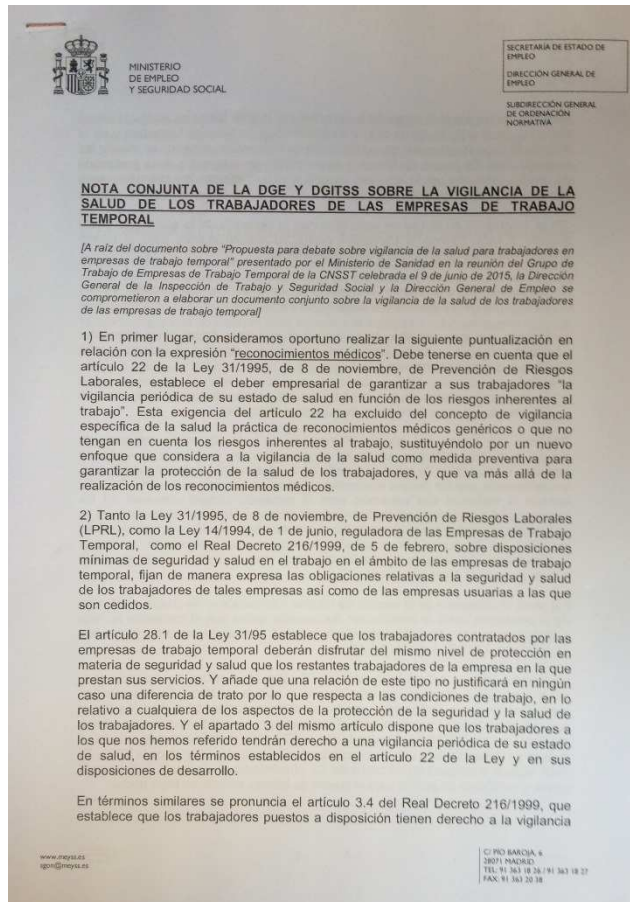 MINISTERIO
DE EMPLEO
Y SEGURIDAD SOCIAL
SECRETARÍA DE ESTADO DE
EMPLEO
DIRECCIÓN GENERAL DE
EMPLEO
SUBDIRECCIÓN GENERAL
DE ORDENACIÓN
NORMATIVA
NOTA CONJUNTA DE LA DGE Y DGITSS SOBRE LA VIGILANCIA DE LA
SALUD DE LOS TRABAJADORES DE LAS EMPRESAS DE TRABAJO
TEMPORAL
[A raíz del documento sobre "Propuesta para debate sobre vigilancia de la salud para trabajadores en
empresas de trabajo temporal" presentado por el Ministerio de Sanidad en la reunión del Grupo de
Trabajo de Empresas de Trabajo Temporal de la CNSST celebrada el 9 de junio de 2015, la Dirección
General de la Inspección de Trabajo y Seguridad Social y la Dirección General de Empleo se
comprometieron a elaborar un documento conjunto sobre la vigilancia de la salud de los trabajadores
de las empresas de trabajo temporal]
1) En primer lugar, consideramos oportuno realizar la siguiente puntualización en
relación con la expresión "reconocimientos médicos". Debe tenerse en cuenta que el
artículo 22 de la Ley 31/1995, de 8 de noviembre, de Prevención de Riesgos
Laborales, establece el deber empresarial de garantizar a sus trabajadores "la
vigilancia periódica de su estado de salud en función de los riesgos inherentes al
trabajo". Esta exigencia del artículo 22 ha excluido del concepto de vigilancia
específica de la salud la práctica de reconocimientos médicos genéricos o que no
tengan en cuenta los riesgos inherentes al trabajo, sustituyéndolo por un nuevo
enfoque que considera a la vigilancia de la salud como medida preventiva para
garantizar la protección de la salud de los trabajadores, y que va más allá de la
realización de los reconocimientos médicos.
2) Tanto la Ley 31/1995, de 8 de noviembre, de Prevención de Riesgos Laborales
(LPRL), como la Ley 14/1994, de 1 de junio, reguladora de las Empresas de Trabajo
Temporal, como el Real Decreto 216/1999, de 5 de febrero, sobre disposiciones
mínimas de seguridad y salud en el trabajo en el ámbito de las empresas de trabajo
temporal, fijan de manera expresa las obligaciones relativas a la seguridad y salud
de los trabajadores de tales empresas así como de las empresas usuarias a las que
son cedidos.
El artículo 28.1 de la Ley 31/95 establece que los trabajadores contratados por las
empresas de trabajo temporal deberán disfrutar del mismo nivel de protección en
materia de seguridad y salud que los restantes trabajadores de la empresa en la que
prestan sus servicios. Y añade que una relación de este tipo no justificará en ningún
caso una diferencia de trato por lo que respecta a las condiciones de trabajo, en lo
relativo a cualquiera de los aspectos de la protección de la seguridad y la salud de
los trabajadores. Y el apartado 3 del mismo artículo dispone que los trabajadores a
los que nos hemos referido tendrán derecho a una vigilancia periódica de su estado
de salud, en los términos establecidos en el artículo 22 de la Ley y en sus
disposiciones de desarrollo.
En términos similares se pronuncia el artículo 3.4 del Real Decreto 216/1999, que
establece que los trabajadores puestos a disposición tienen derecho a la vigilancia
www.meyss.es
sgon@meyss.es
C/ PIO BAROJA, 6
28071 MADRID
TEL: 91 363 18 26 / 91 363 18 27
FAX: 91 363 20 38